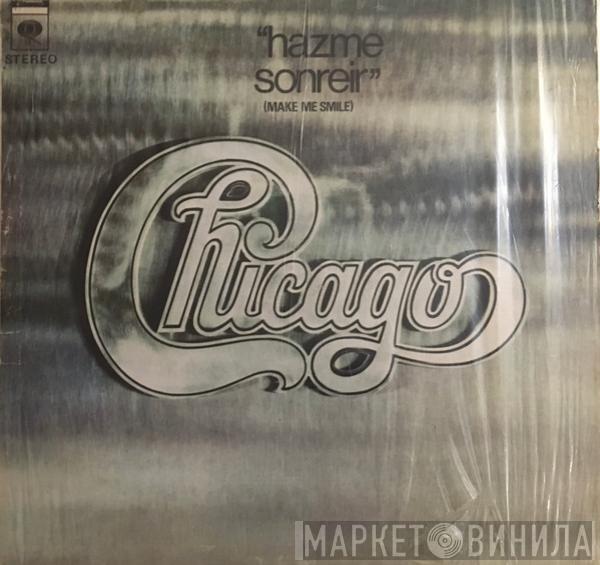 STEREO
“hazme
sonreir”
(MAKE ME SMILE)
Chicago
МАРКЕТ ВИНИЛА